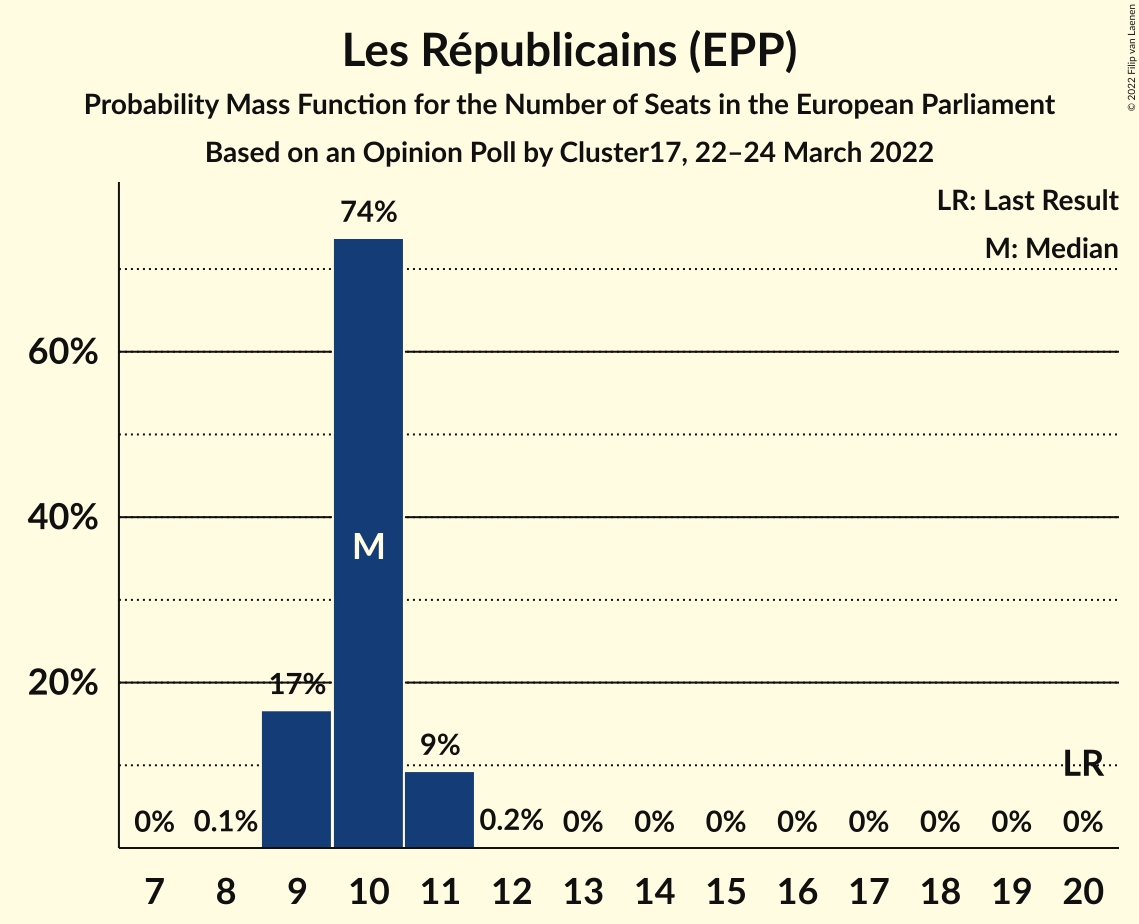 Les Républicains (EPP)
Probability Mass Function for the Number of Seats in the European Parliament
Based on an Opinion Poll by Cluster17, 22–24 March 2022
© 2022 Filip van Laenen
LR: Last Result
M: Median
74%
60%
40%
M
20%
17%
9%
LR
0% 0.1% 0.2% 0% 0% 0% 0% 0% 0% 0% 0%
7 8 9 10 11 12 13 14 15 16 17 18 19 20